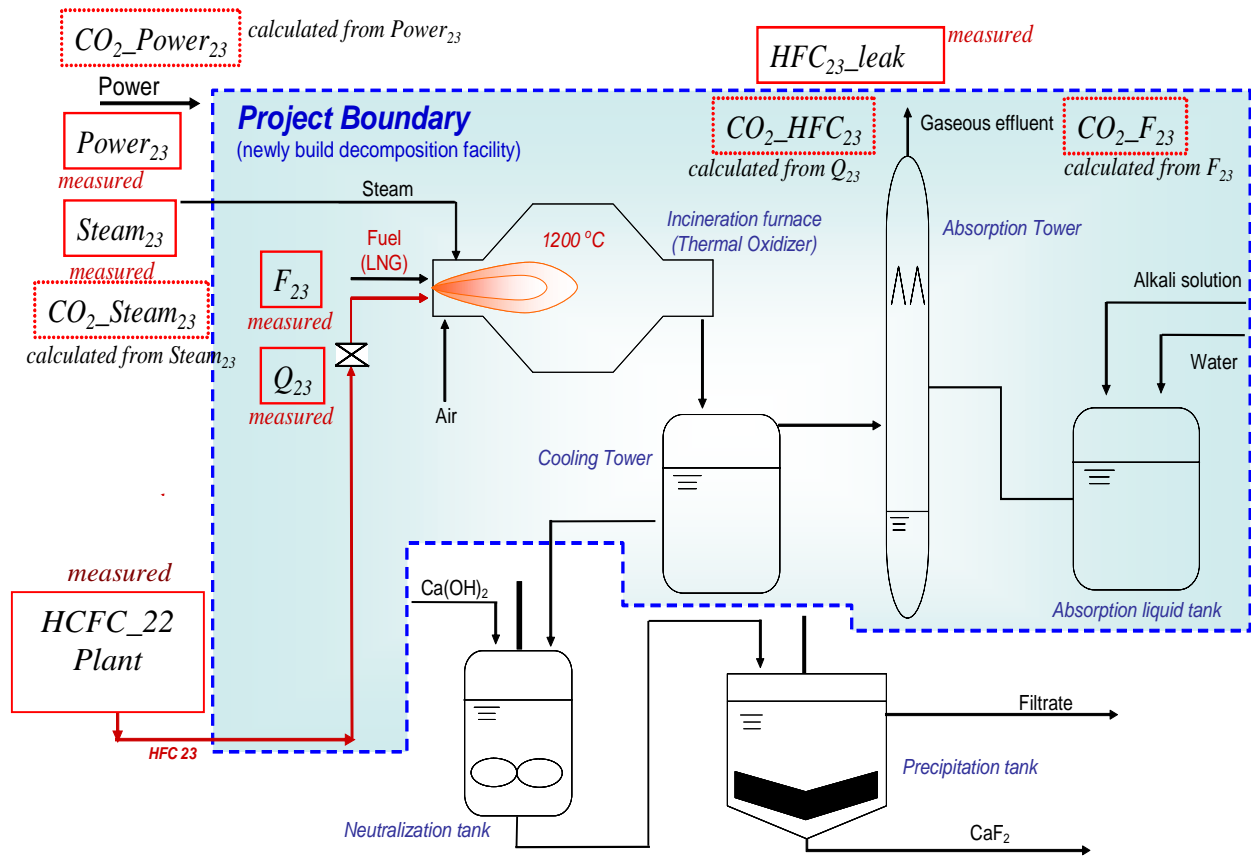 CO₂_Power₂₃
calculated from Power₂₃
HFC₂₃_leak
measured
Power
Project Boundary
(newly build decomposition facility)
CO₂_HFC₂₃
calculated from Q₂₃
Gaseous effluent
CO₂_F₂₃
calculated from F₂₃
Power₂₃
measured
Steam
Steam₂₃
measured
Fuel
(LNG)
1200 °C
Incineration furnace
(Thermal Oxidizer)
Absorption Tower
F₂₃
measured
CO₂_Steam₂₃
calculated from Steam₂₃
Alkali solution
Water
Q₂₃
measured
Air
Cooling Tower
measured
HCFC_22
Plant
Ca(OH)₂
Absorption liquid tank
HFC 23
Filtrate
Precipitation tank
Neutralization tank
CaF₂